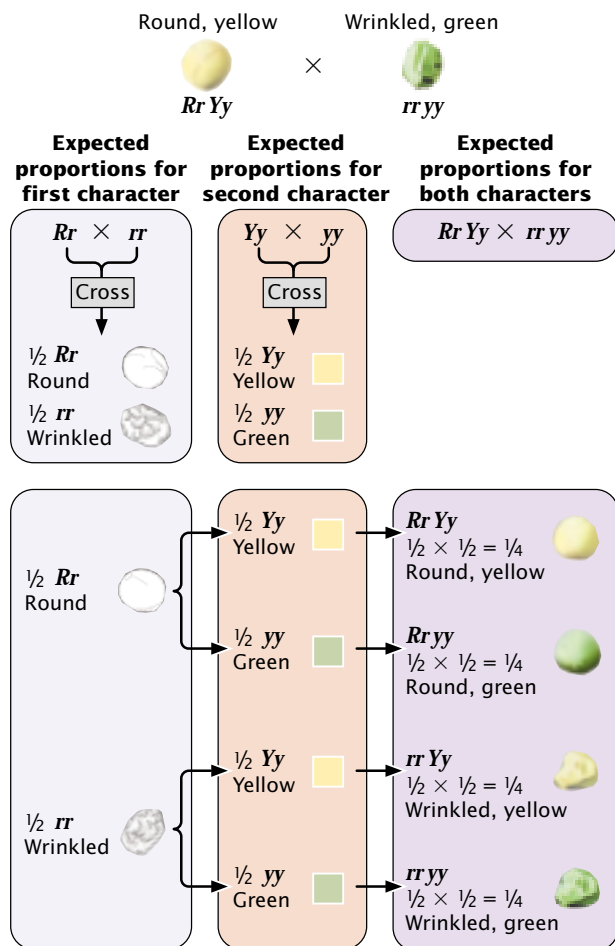 Round, yellow
Wrinkled, green
×
Rr Yy
rr yy
Expected
proportions for
first character
Expected
proportions for
second character
Expected
proportions for
both characters
Rr × rr
Cross
½ Rr
Round
½ rr
Wrinkled
Yy × yy
Cross
½ Yy
Yellow
½ yy
Green
Rr Yy × rr yy
½ Rr
Round
½ Yy
Yellow
Rr Yy
½ × ½ = ¼
Round, yellow
½ yy
Green
Rr yy
½ × ½ = ¼
Round, green
½ rr
Wrinkled
½ Yy
Yellow
rr Yy
½ × ½ = ¼
Wrinkled, yellow
½ yy
Green
rr yy
½ × ½ = ¼
Wrinkled, green